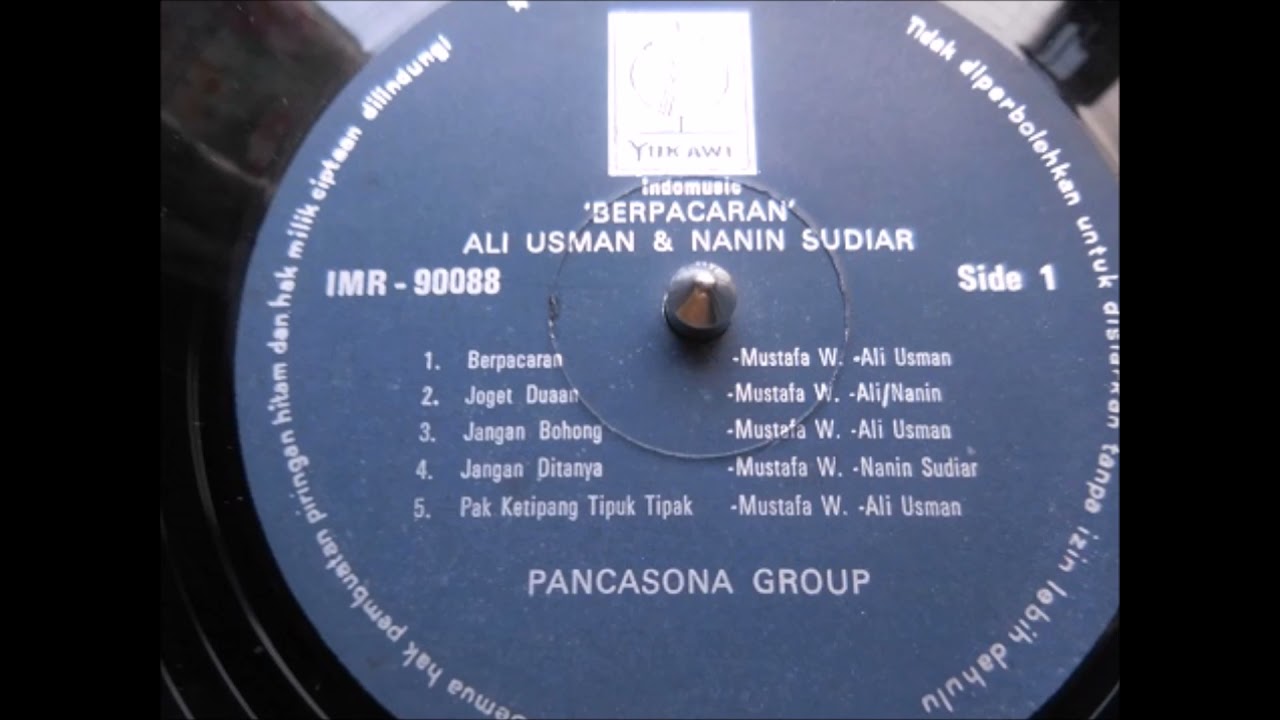 YUKAWI
indomusic
'BERPACARAN'
ALI USMAN & NANIN SUDIAR
IMR - 90088
Side 1
1. Berpacaran -Mustafa W. -Ali Usman
2. Joget Duaan -Mustafa W. -Ali/Nanin
3. Jangan Bohong -Mustafa W. -Ali Usman
4. Jangan Ditanya -Mustafa W. -Nanin Sudiar
5. Pak Ketipang Tipuk Tipak -Mustafa W. -Ali Usman
PANCASONA GROUP
Semua hak pembuatan piringan hitam dan hak milik ciptaan dilindungi
Tidak diperbolehkan untuk disiarkan tanpa izin lebih dahulu